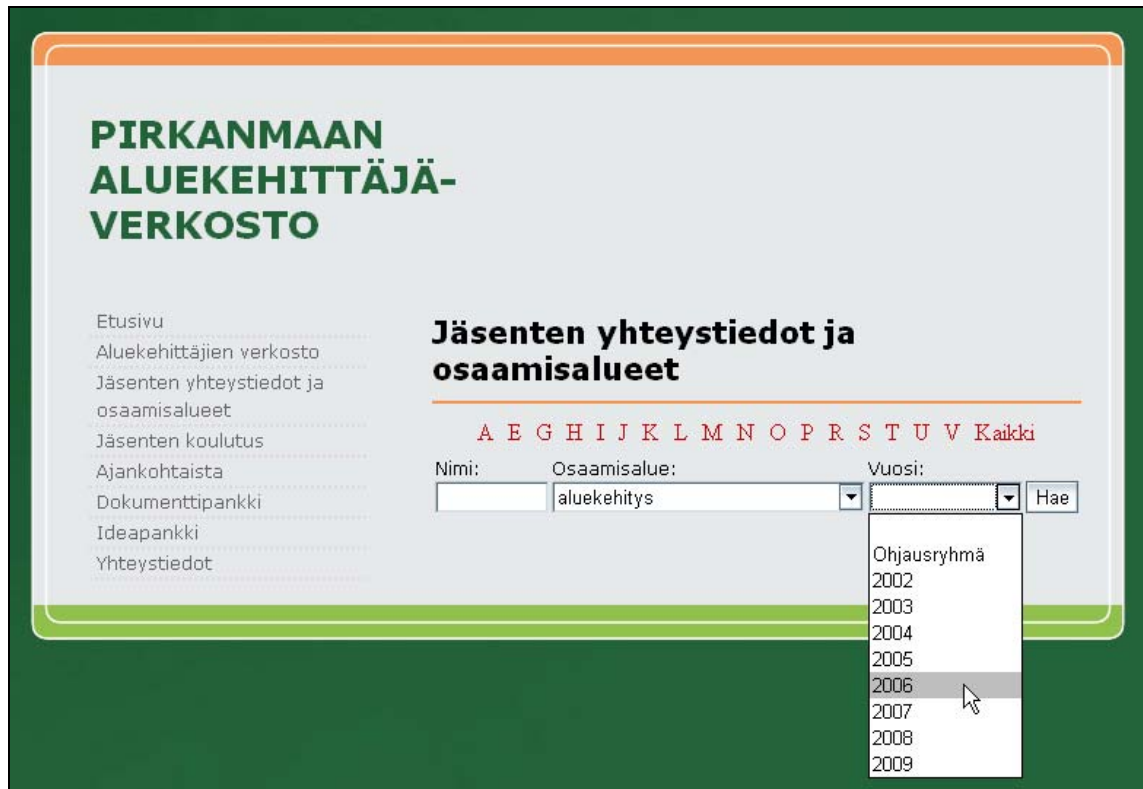 PIRKANMAAN
ALUEKEHITTÄJÄ-
VERKOSTO
Etusivu
Aluekehittäjien verkosto
Jäsenten yhteystiedot ja
osaamisalueet
Jäsenten koulutus
Ajankohtaista
Dokumenttipankki
Ideapankki
Yhteystiedot
Jäsenten yhteystiedot ja
osaamisalueet
A E G H I J K L M N O P R S T U V Kaikki
Nimi: Osaamisalue: Vuosi:
aluekehitys Hae
Ohjausryhmä
2002
2003
2004
2005
2006
2007
2008
2009